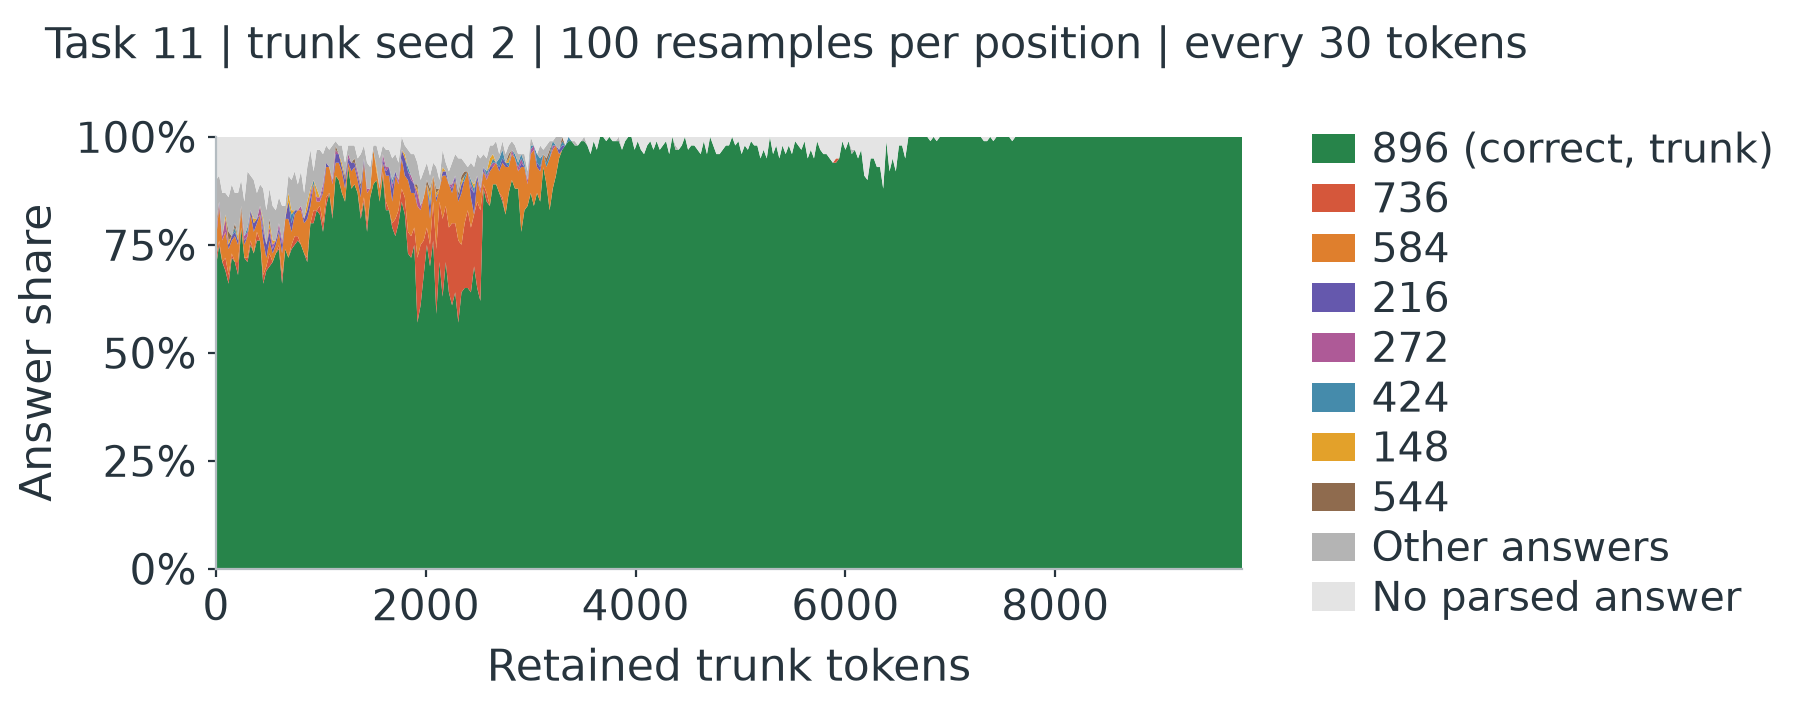 Task 11 | trunk seed 2 | 100 resamples per position | every 30 tokens
100%
75%
50%
25%
0%
Answer share
0 2000 4000 6000 8000
Retained trunk tokens
896 (correct, trunk)
736
584
216
272
424
148
544
Other answers
No parsed answer